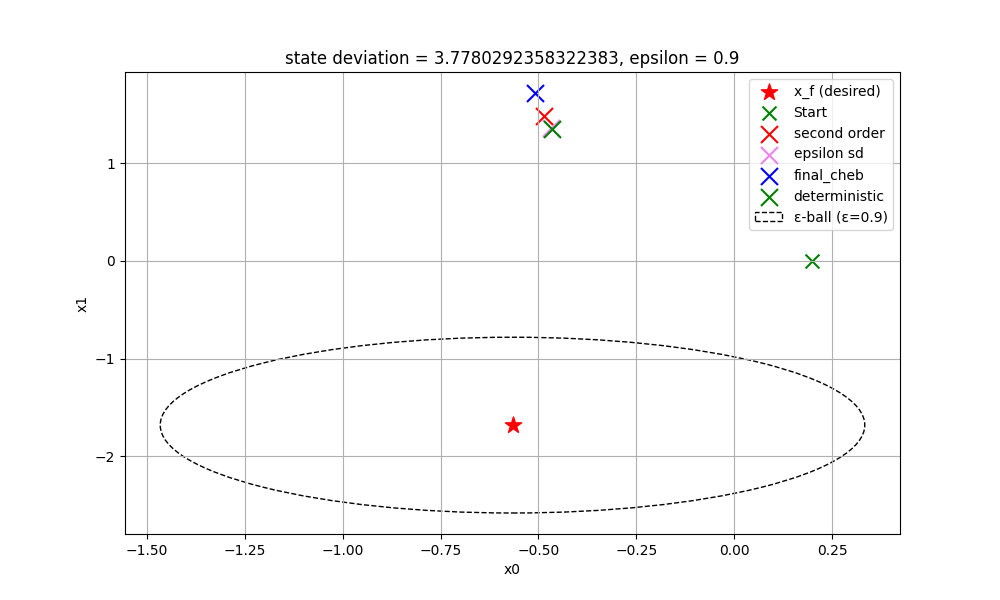 state deviation = 3.7780292358322383, epsilon = 0.9
x_f (desired)
Start
second order
epsilon sd
final_cheb
deterministic
ε-ball (ε=0.9)
x1
1
0
−1
−2
−1.50 −1.25 −1.00 −0.75 −0.50 −0.25 0.00 0.25
x0